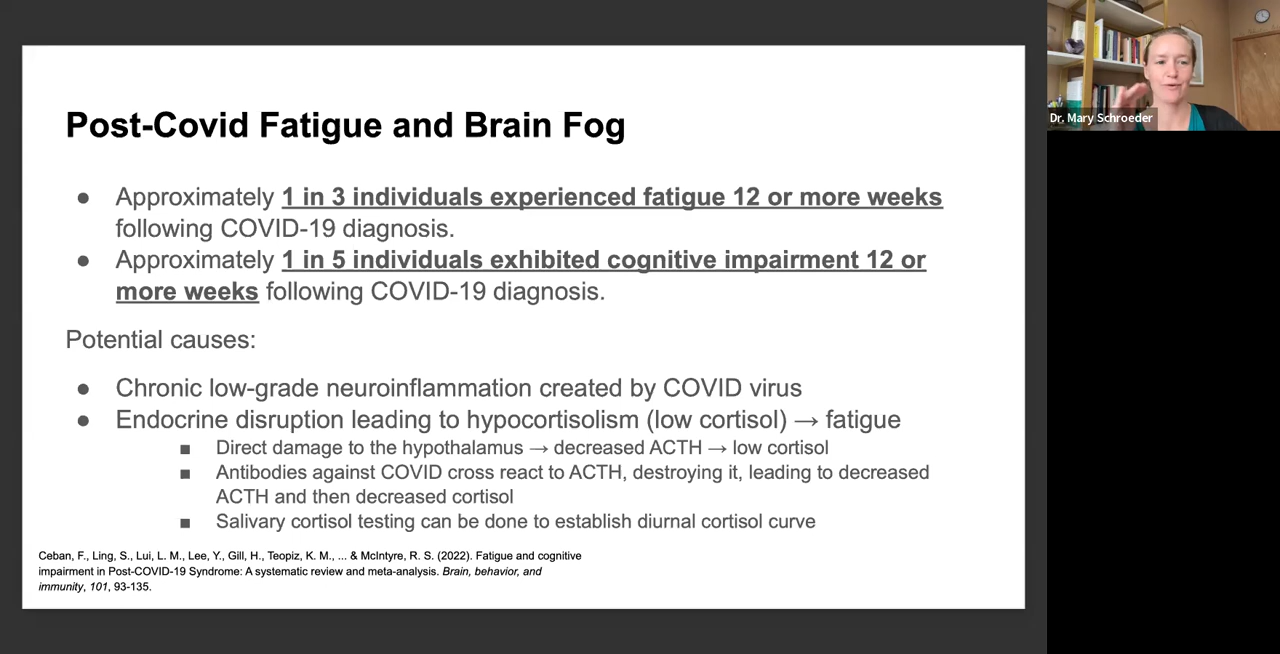 Post-Covid Fatigue and Brain Fog
● Approximately 1 in 3 individuals experienced fatigue 12 or more weeks
following COVID-19 diagnosis.
● Approximately 1 in 5 individuals exhibited cognitive impairment 12 or
more weeks following COVID-19 diagnosis.
Potential causes:
● Chronic low-grade neuroinflammation created by COVID virus
● Endocrine disruption leading to hypocortisolism (low cortisol) → fatigue
■ Direct damage to the hypothalamus → decreased ACTH → low cortisol
■ Antibodies against COVID cross react to ACTH, destroying it, leading to decreased
ACTH and then decreased cortisol
■ Salivary cortisol testing can be done to establish diurnal cortisol curve
Ceban, F., Ling, S., Lui, L. M., Lee, Y., Gill, H., Teopiz, K. M., ... & McIntyre, R. S. (2022). Fatigue and cognitive
impairment in Post-COVID-19 Syndrome: A systematic review and meta-analysis. Brain, behavior, and
immunity, 101, 93-135.
Dr. Mary Schroeder